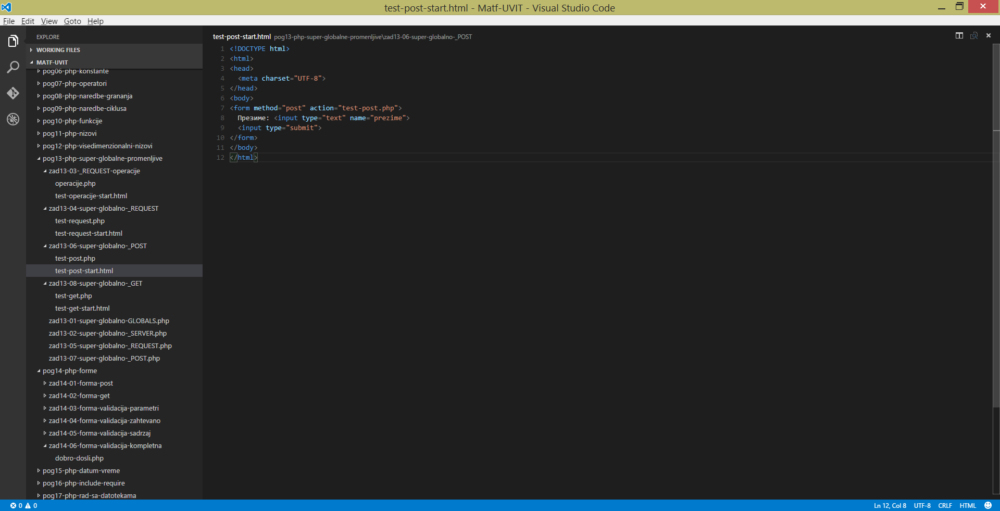 test-post-start.html - Matf-UVIT - Visual Studio Code
File Edit View Goto Help
EXPLORE
WORKING FILES
MATF-UVIT
pog06-php-konstante
pog07-php-operatori
pog08-php-naredbe-grananja
pog09-php-naredbe-ciklusa
pog10-php-funkcije
pog11-php-nizovi
pog12-php-visedimenzionalni-nizovi
pog13-php-super-globalne-promenljive
zad13-03-_REQUEST-operacije
operacije.php
test-operacije-start.html
zad13-04-super-globalno-_REQUEST
test-request.php
test-request-start.html
zad13-06-super-globalno-_POST
test-post.php
test-post-start.html
zad13-08-super-globalno-_GET
test-get.php
test-get-start.html
zad13-01-super-globalno-GLOBALS.php
zad13-02-super-globalno-_SERVER.php
zad13-05-super-globalno-_REQUEST.php
zad13-07-super-globalno-_POST.php
pog14-php-forme
zad14-01-forma-post
zad14-02-forma-get
zad14-03-forma-validacija-parametri
zad14-04-forma-validacija-zahtevano
zad14-05-forma-validacija-sadrzaj
zad14-06-forma-validacija-kompletna
dobro-dosli.php
pog15-php-datum-vreme
pog16-php-include-require
pog17-php-rad-sa-datotekama
test-post-start.html pog13-php-super-globalne-promenljive\zad13-06-super-globalno-_POST
1 <!DOCTYPE html>
2 <html>
3 <head>
4 <meta charset="UTF-8">
5 </head>
6 <body>
7 <form method="post" action="test-post.php">
8 Презиме: <input type="text" name="prezime">
9 <input type="submit">
10 </form>
11 </body>
12 </html>
0 0
Ln 12, Col 8 UTF-8 CRLF HTML